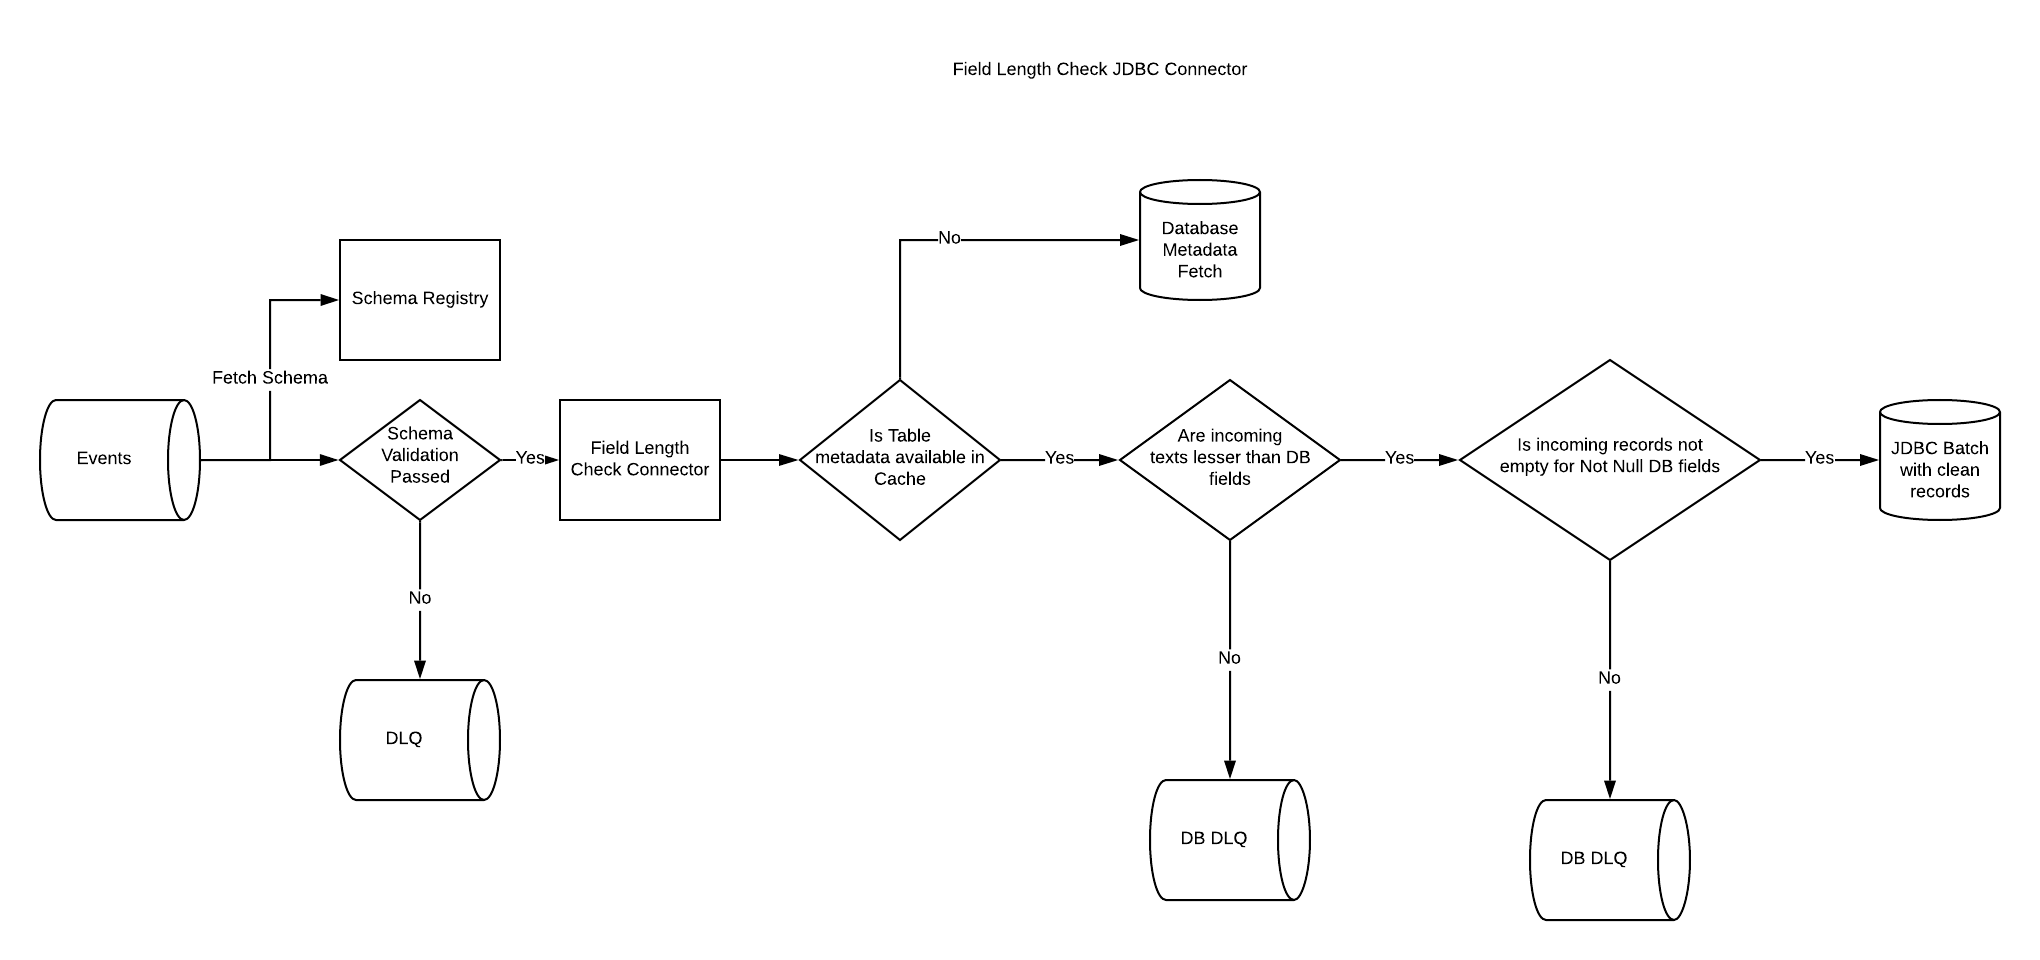 Field Length Check JDBC Connector
Database
Metadata
Fetch
No
Schema Registry
Fetch Schema
Events
Schema
Validation
Passed
Yes
Field Length
Check Connector
Is Table
metadata available in
Cache
Yes
Are incoming
texts lesser than DB
fields
Yes
Is incoming records not
empty for Not Null DB fields
Yes
JDBC Batch
with clean
records
No
No
No
DLQ
DB DLQ
DB DLQ